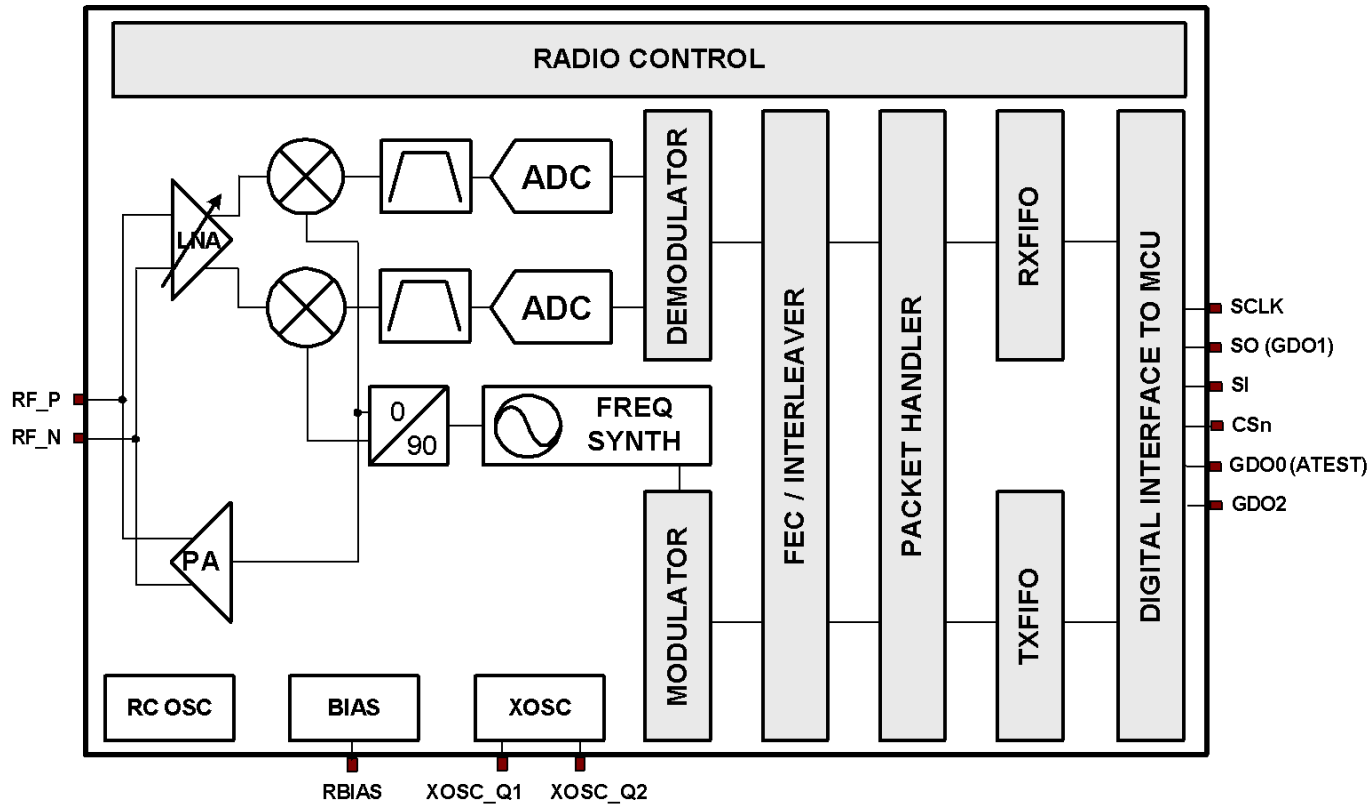 RADIO CONTROL
LNA
ADC
ADC
DEMODULATOR
FEC / INTERLEAVER
PACKET HANDLER
RXFIFO
DIGITAL INTERFACE TO MCU
SCLK
SO (GDO1)
SI
CSn
GDO0 (ATEST)
GDO2
RF_P
RF_N
0
90
FREQ
SYNTH
PA
MODULATOR
TXFIFO
RC OSC
BIAS
XOSC
RBIAS
XOSC_Q1
XOSC_Q2